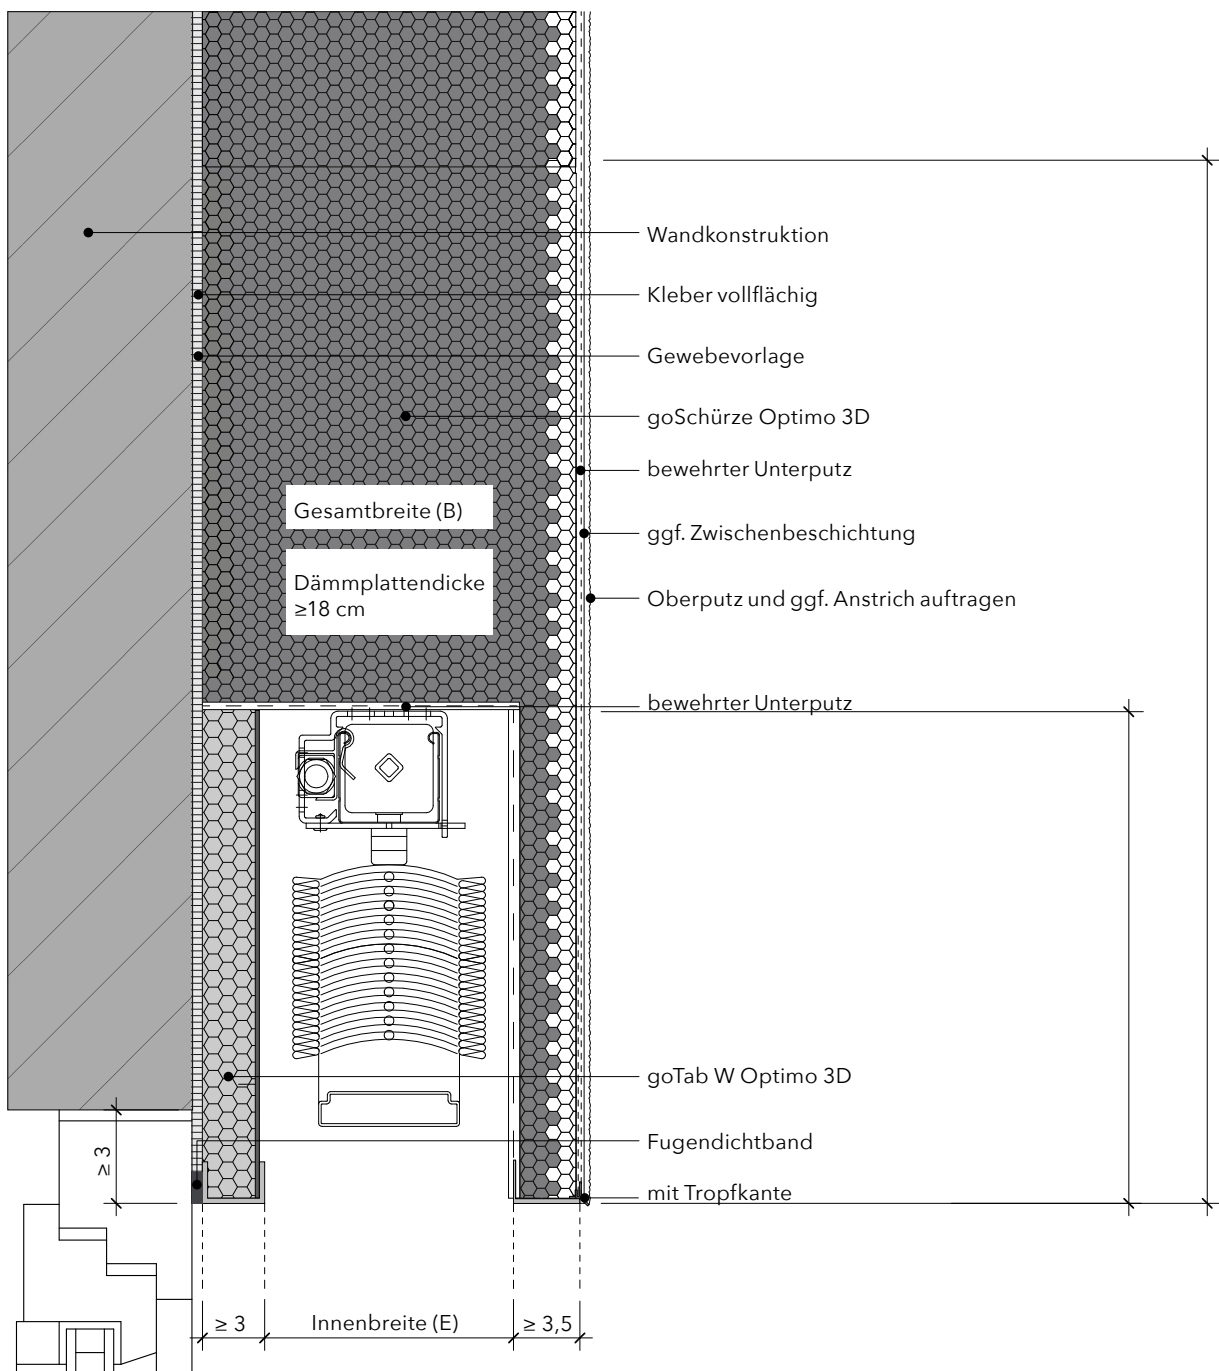 Wandkonstruktion
Kleber vollflächig
Gewebevorlage
goSchürze Optimo 3D
bewehrter Unterputz
Gesamtbreite (B)
ggf. Zwischenbeschichtung
Dämmplattendicke
≥18 cm
Oberputz und ggf. Anstrich auftragen
bewehrter Unterputz
goTab W Optimo 3D
Fugendichtband
≥ 3
mit Tropfkante
≥ 3
Innenbreite (E)
≥ 3,5